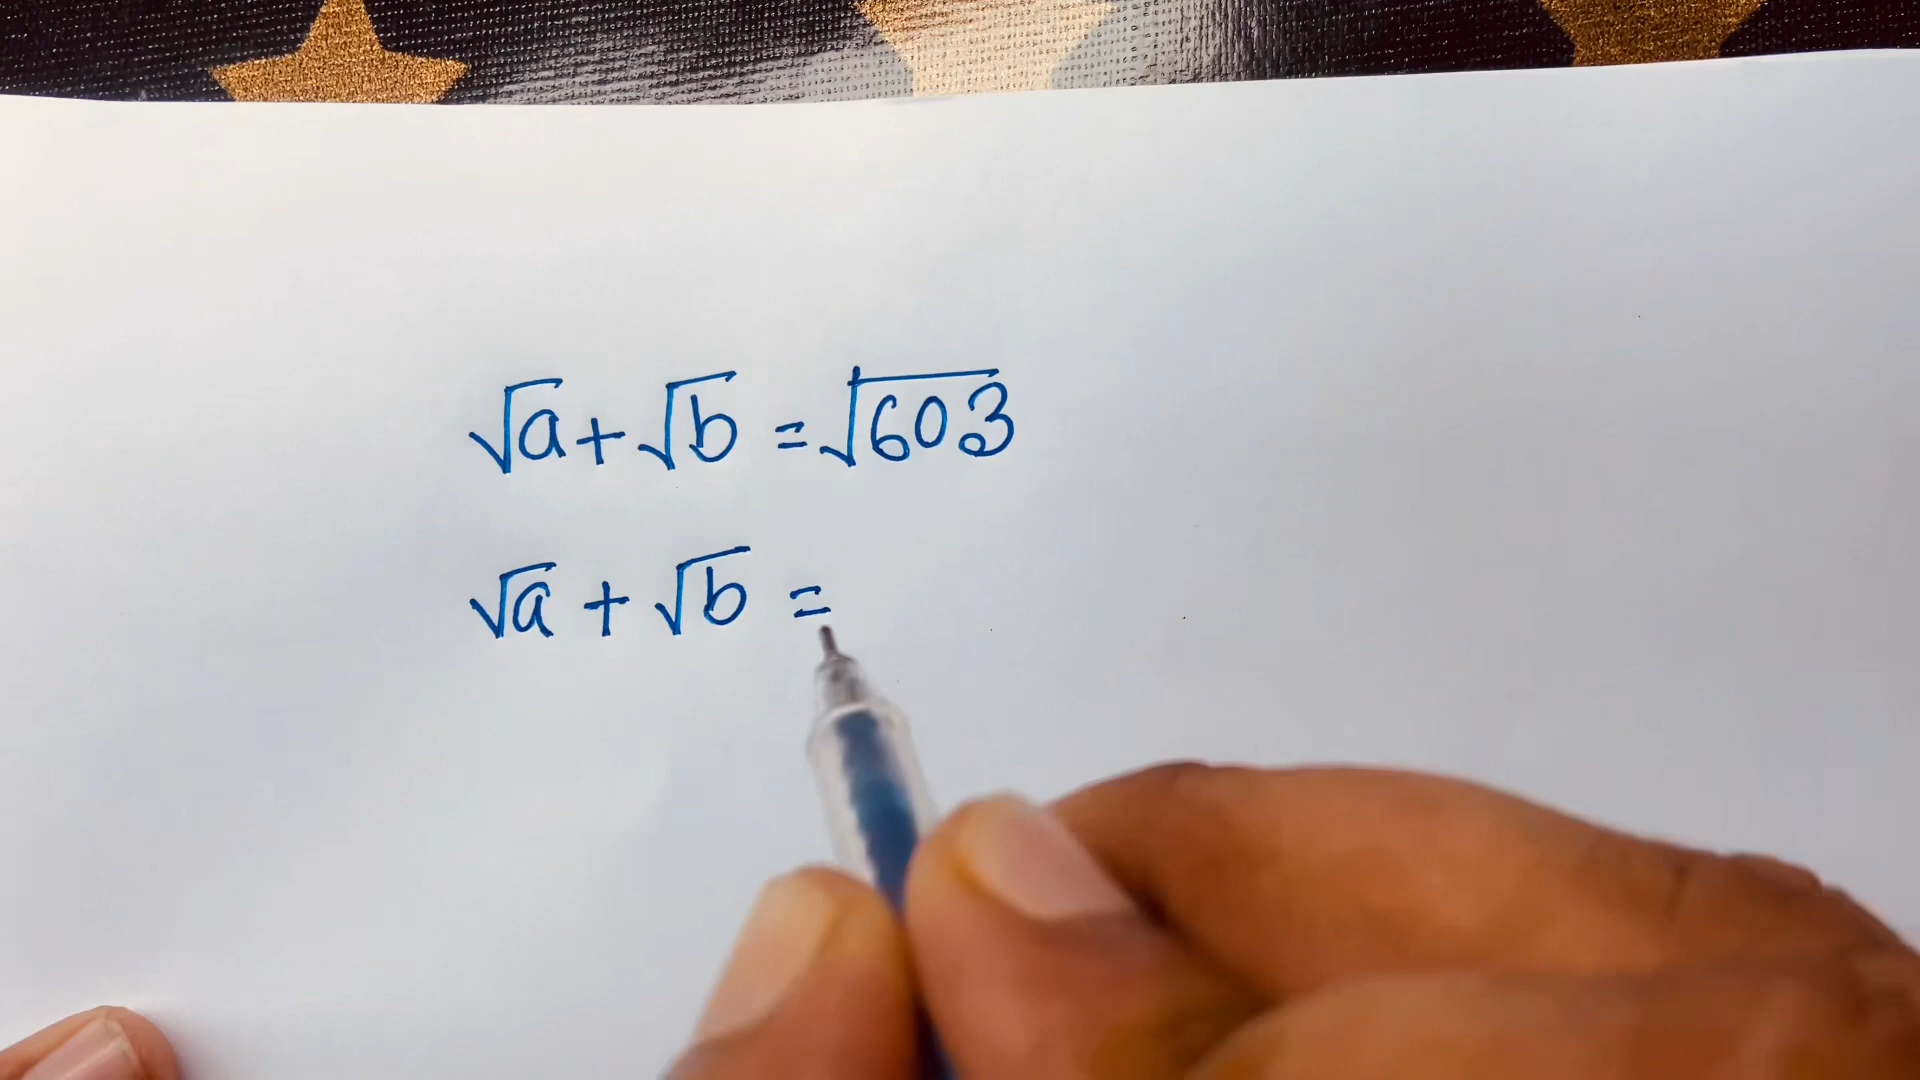 √a + √b = √603
√a + √b =